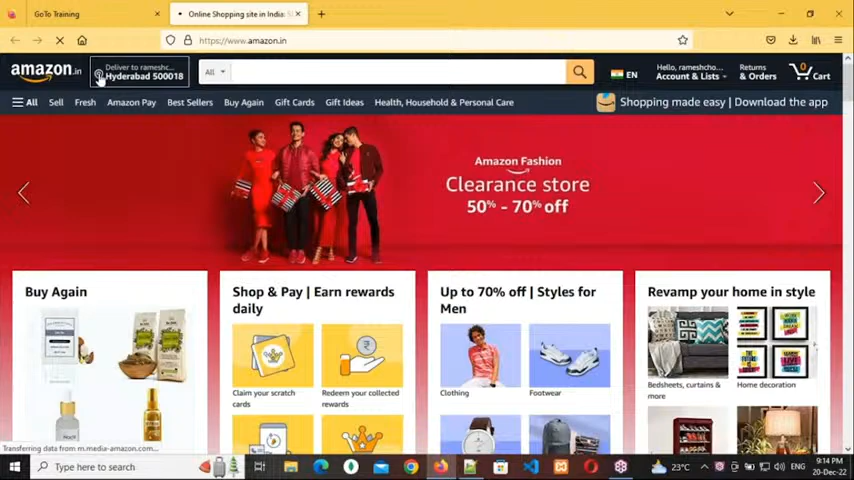 GoTo Training
Online Shopping site in India: S
https://www.amazon.in
amazon.in
Deliver to rameshc...
Hyderabad 500018
All
EN
Hello, rameshcho...
Account & Lists
Returns
& Orders
0
Cart
All
Sell
Fresh
Amazon Pay
Best Sellers
Buy Again
Gift Cards
Gift Ideas
Health, Household & Personal Care
Shopping made easy | Download the app
Amazon Fashion
Clearance store
50% - 70% off
Buy Again
Shop & Pay | Earn rewards
daily
Claim your scratch
cards
Redeem your collected
rewards
Up to 70% off | Styles for
Men
Clothing
Footwear
Revamp your home in style
Bedsheets, curtains &
more
Home decoration
Transferring data from m.media-amazon.com...
Type here to search
23°C
ENG
9:14 PM
20-Dec-22